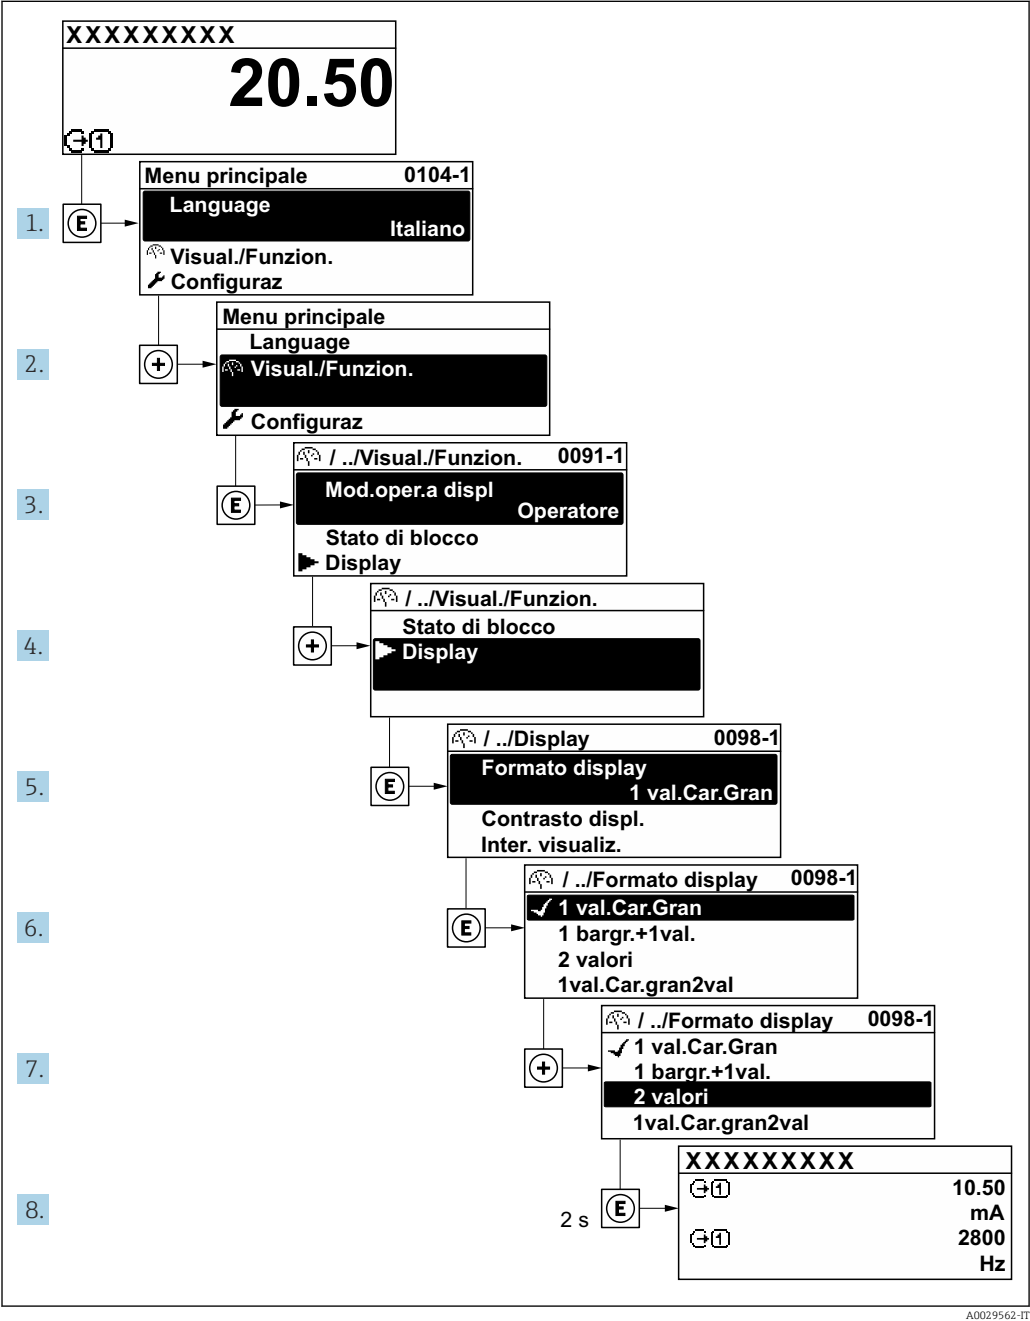 XXXXXXXXX
20.50
1
Menu principale 0104-1
Language
Italiano
1. E
Visual./Funzion.
Configuraz
Menu principale
Language
2. + Visual./Funzion.
Configuraz
/ ../Visual./Funzion. 0091-1
Mod.oper.a displ
3. E Operatore
Stato di blocco
Display
/ ../Visual./Funzion.
Stato di blocco
4. + Display
/ ../Display 0098-1
Formato display
5. E 1 val.Car.Gran
Contrasto displ.
Inter. visualiz.
/ ../Formato display 0098-1
1 val.Car.Gran
6. E 1 bargr.+1val.
2 valori
1val.Car.gran2val
/ ../Formato display 0098-1
1 val.Car.Gran
7. + 1 bargr.+1val.
2 valori
1val.Car.gran2val
XXXXXXXXX
1 10.50
8. 2 s E mA
1 2800
Hz
A0029562-IT